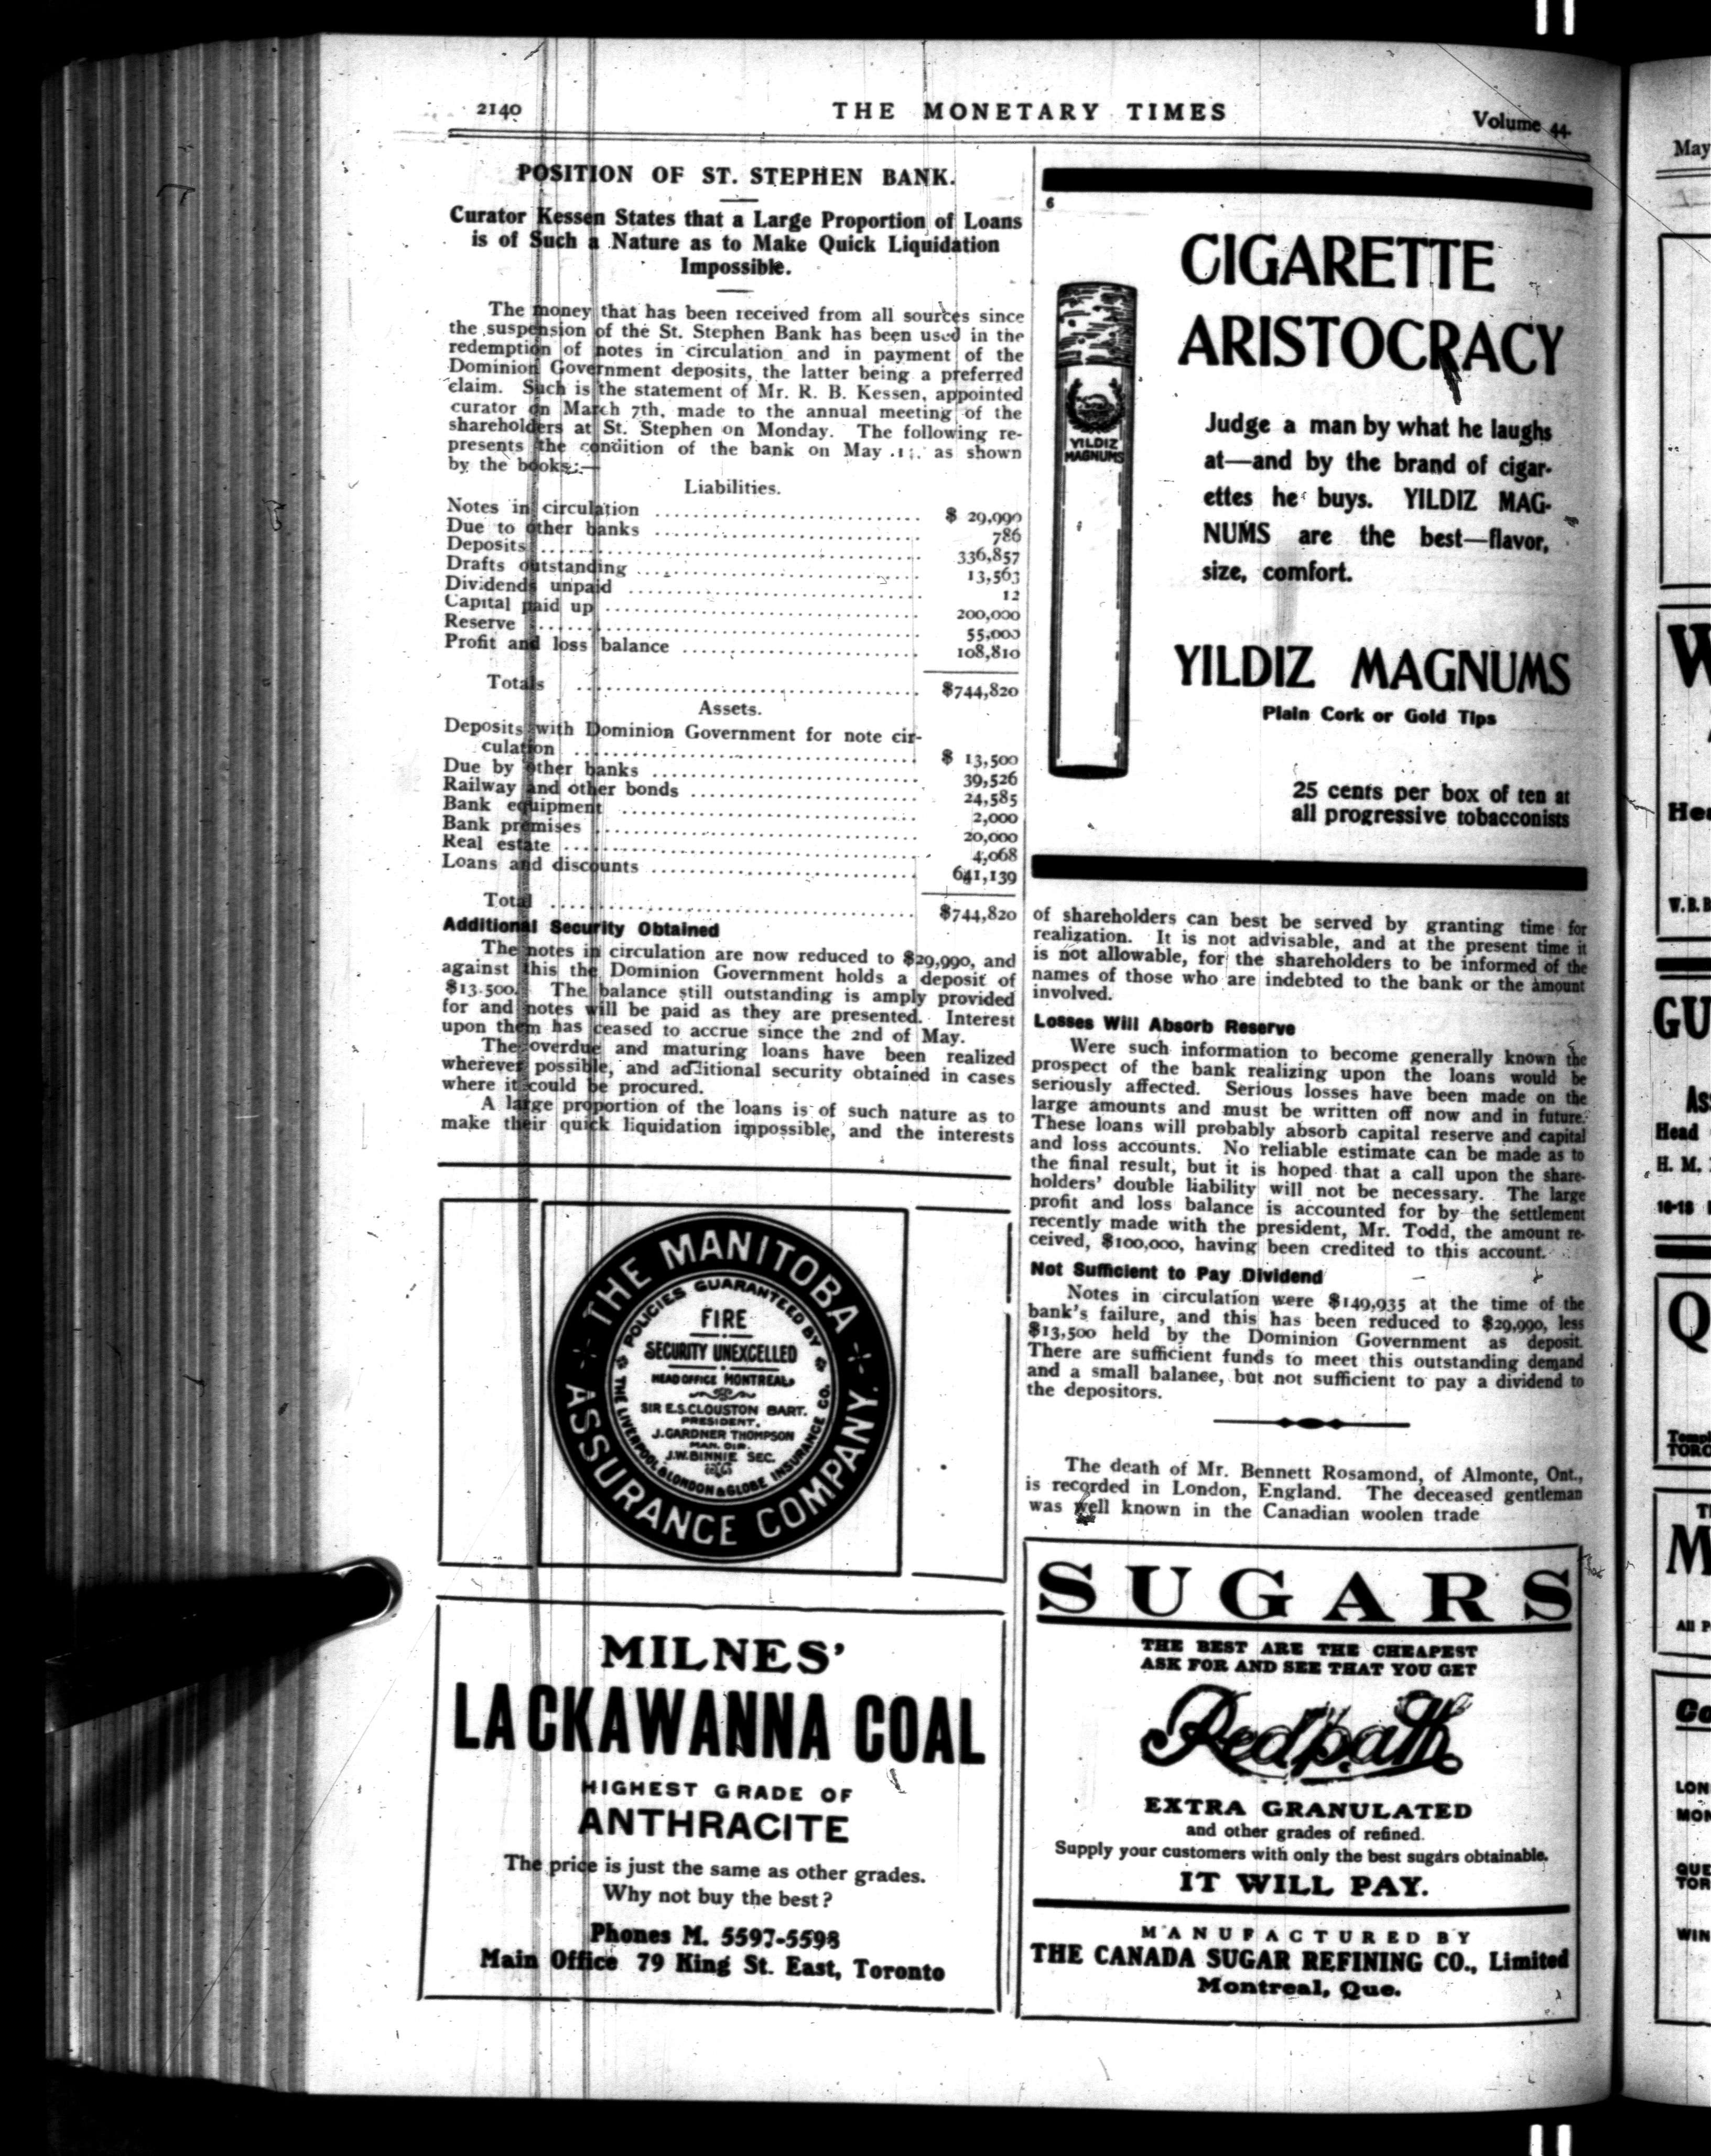 2140
THE MONETARY TIMES
Volume 44.
POSITION OF ST. STEPHEN BANK.
Curator Kessen States that a Large Proportion of Loans
is of Such a Nature as to Make Quick Liquidation
Impossible.
The money that has been received from all sources since
the suspension of the St. Stephen Bank has been used in the
redemption of notes in circulation and in payment of the
Dominion Government deposits, the latter being a preferred
claim. Such is the statement of Mr. R. B. Kessen, appointed
curator on March 7th, made to the annual meeting of the
shareholders at St. Stephen on Monday. The following re-
presents the condition of the bank on May as shown
by the books:—
Liabilities.
Notes in circulation ........ $ 29,990
Due to other banks ........ 786
Deposits ........ 336,857
Drafts outstanding ........ 13,563
Dividends unpaid ........ 12
Capital paid up ........ 200,000
Reserve ........ 55,000
Profit and loss balance ........ 108,810
Totals ........ $744,820
Assets.
Deposits with Dominion Government for note cir-
culation ........ $ 13,500
Due by other banks ........ 39,526
Railway and other bonds ........ 24,585
Bank equipment ........ 2,000
Bank premises ........ 20,000
Real estate ........ 4,068
Loans and discounts ........ 641,139
Total ........ $744,820
Additional Security Obtained
The notes in circulation are now reduced to $29,990, and
against this the Dominion Government holds a deposit of
$13.500. The balance still outstanding is amply provided
for and notes will be paid as they are presented. Interest
upon them has ceased to accrue since the 2nd of May.
The overdue and maturing loans have been realized
wherever possible, and additional security obtained in cases
where it could be procured.
A large proportion of the loans is of such nature as to
make their quick liquidation impossible, and the interests
THE MANITOBA
ASSURANCE COMPANY.
POLICIES GUARANTEED BY
THE LIVERPOOL & LONDON & GLOBE INSURANCE CO.
FIRE
SECURITY UNEXCELLED
HEAD OFFICE MONTREAL
SIR E.S. CLOUSTON BART.
PRESIDENT.
J. GARDNER THOMPSON
MAN. DIR.
J.W. BINNIE SEC.
MILNES'
LACKAWANNA COAL
HIGHEST GRADE OF
ANTHRACITE
The price is just the same as other grades.
Why not buy the best?
Phones M. 5597-5598
Main Office 79 King St. East, Toronto
6
CIGARETTE
ARISTOCRACY
YILDIZ
MAGNUMS
Judge a man by what he laughs
at—and by the brand of cigar-
ettes he buys. YILDIZ MAG-
NUMS are the best—flavor,
size, comfort.
YILDIZ MAGNUMS
Plain Cork or Gold Tips
25 cents per box of ten at
all progressive tobacconists
of shareholders can best be served by granting time for
realization. It is not advisable, and at the present time it
is not allowable, for the shareholders to be informed of the
names of those who are indebted to the bank or the amount
involved.
Losses Will Absorb Reserve
Were such information to become generally known the
prospect of the bank realizing upon the loans would be
seriously affected. Serious losses have been made on the
large amounts and must be written off now and in future.
These loans will probably absorb capital reserve and capital
and loss accounts. No reliable estimate can be made as to
the final result, but it is hoped that a call upon the share-
holders' double liability will not be necessary. The large
profit and loss balance is accounted for by the settlement
recently made with the president, Mr. Todd, the amount re-
ceived, $100,000, having been credited to this account.
Not Sufficient to Pay Dividend
Notes in circulation were $149,935 at the time of the
bank's failure, and this has been reduced to $29,990, less
$13,500 held by the Dominion Government as deposit.
There are sufficient funds to meet this outstanding demand
and a small balance, but not sufficient to pay a dividend to
the depositors.
The death of Mr. Bennett Rosamond, of Almonte, Ont.,
is recorded in London, England. The deceased gentleman
was well known in the Canadian woolen trade
SUGARS
THE BEST ARE THE CHEAPEST
ASK FOR AND SEE THAT YOU GET
Redpath
EXTRA GRANULATED
and other grades of refined.
Supply your customers with only the best sugars obtainable.
IT WILL PAY.
MANUFACTURED BY
THE CANADA SUGAR REFINING CO., Limited
Montreal, Que.
May
GU
Head
H. M.